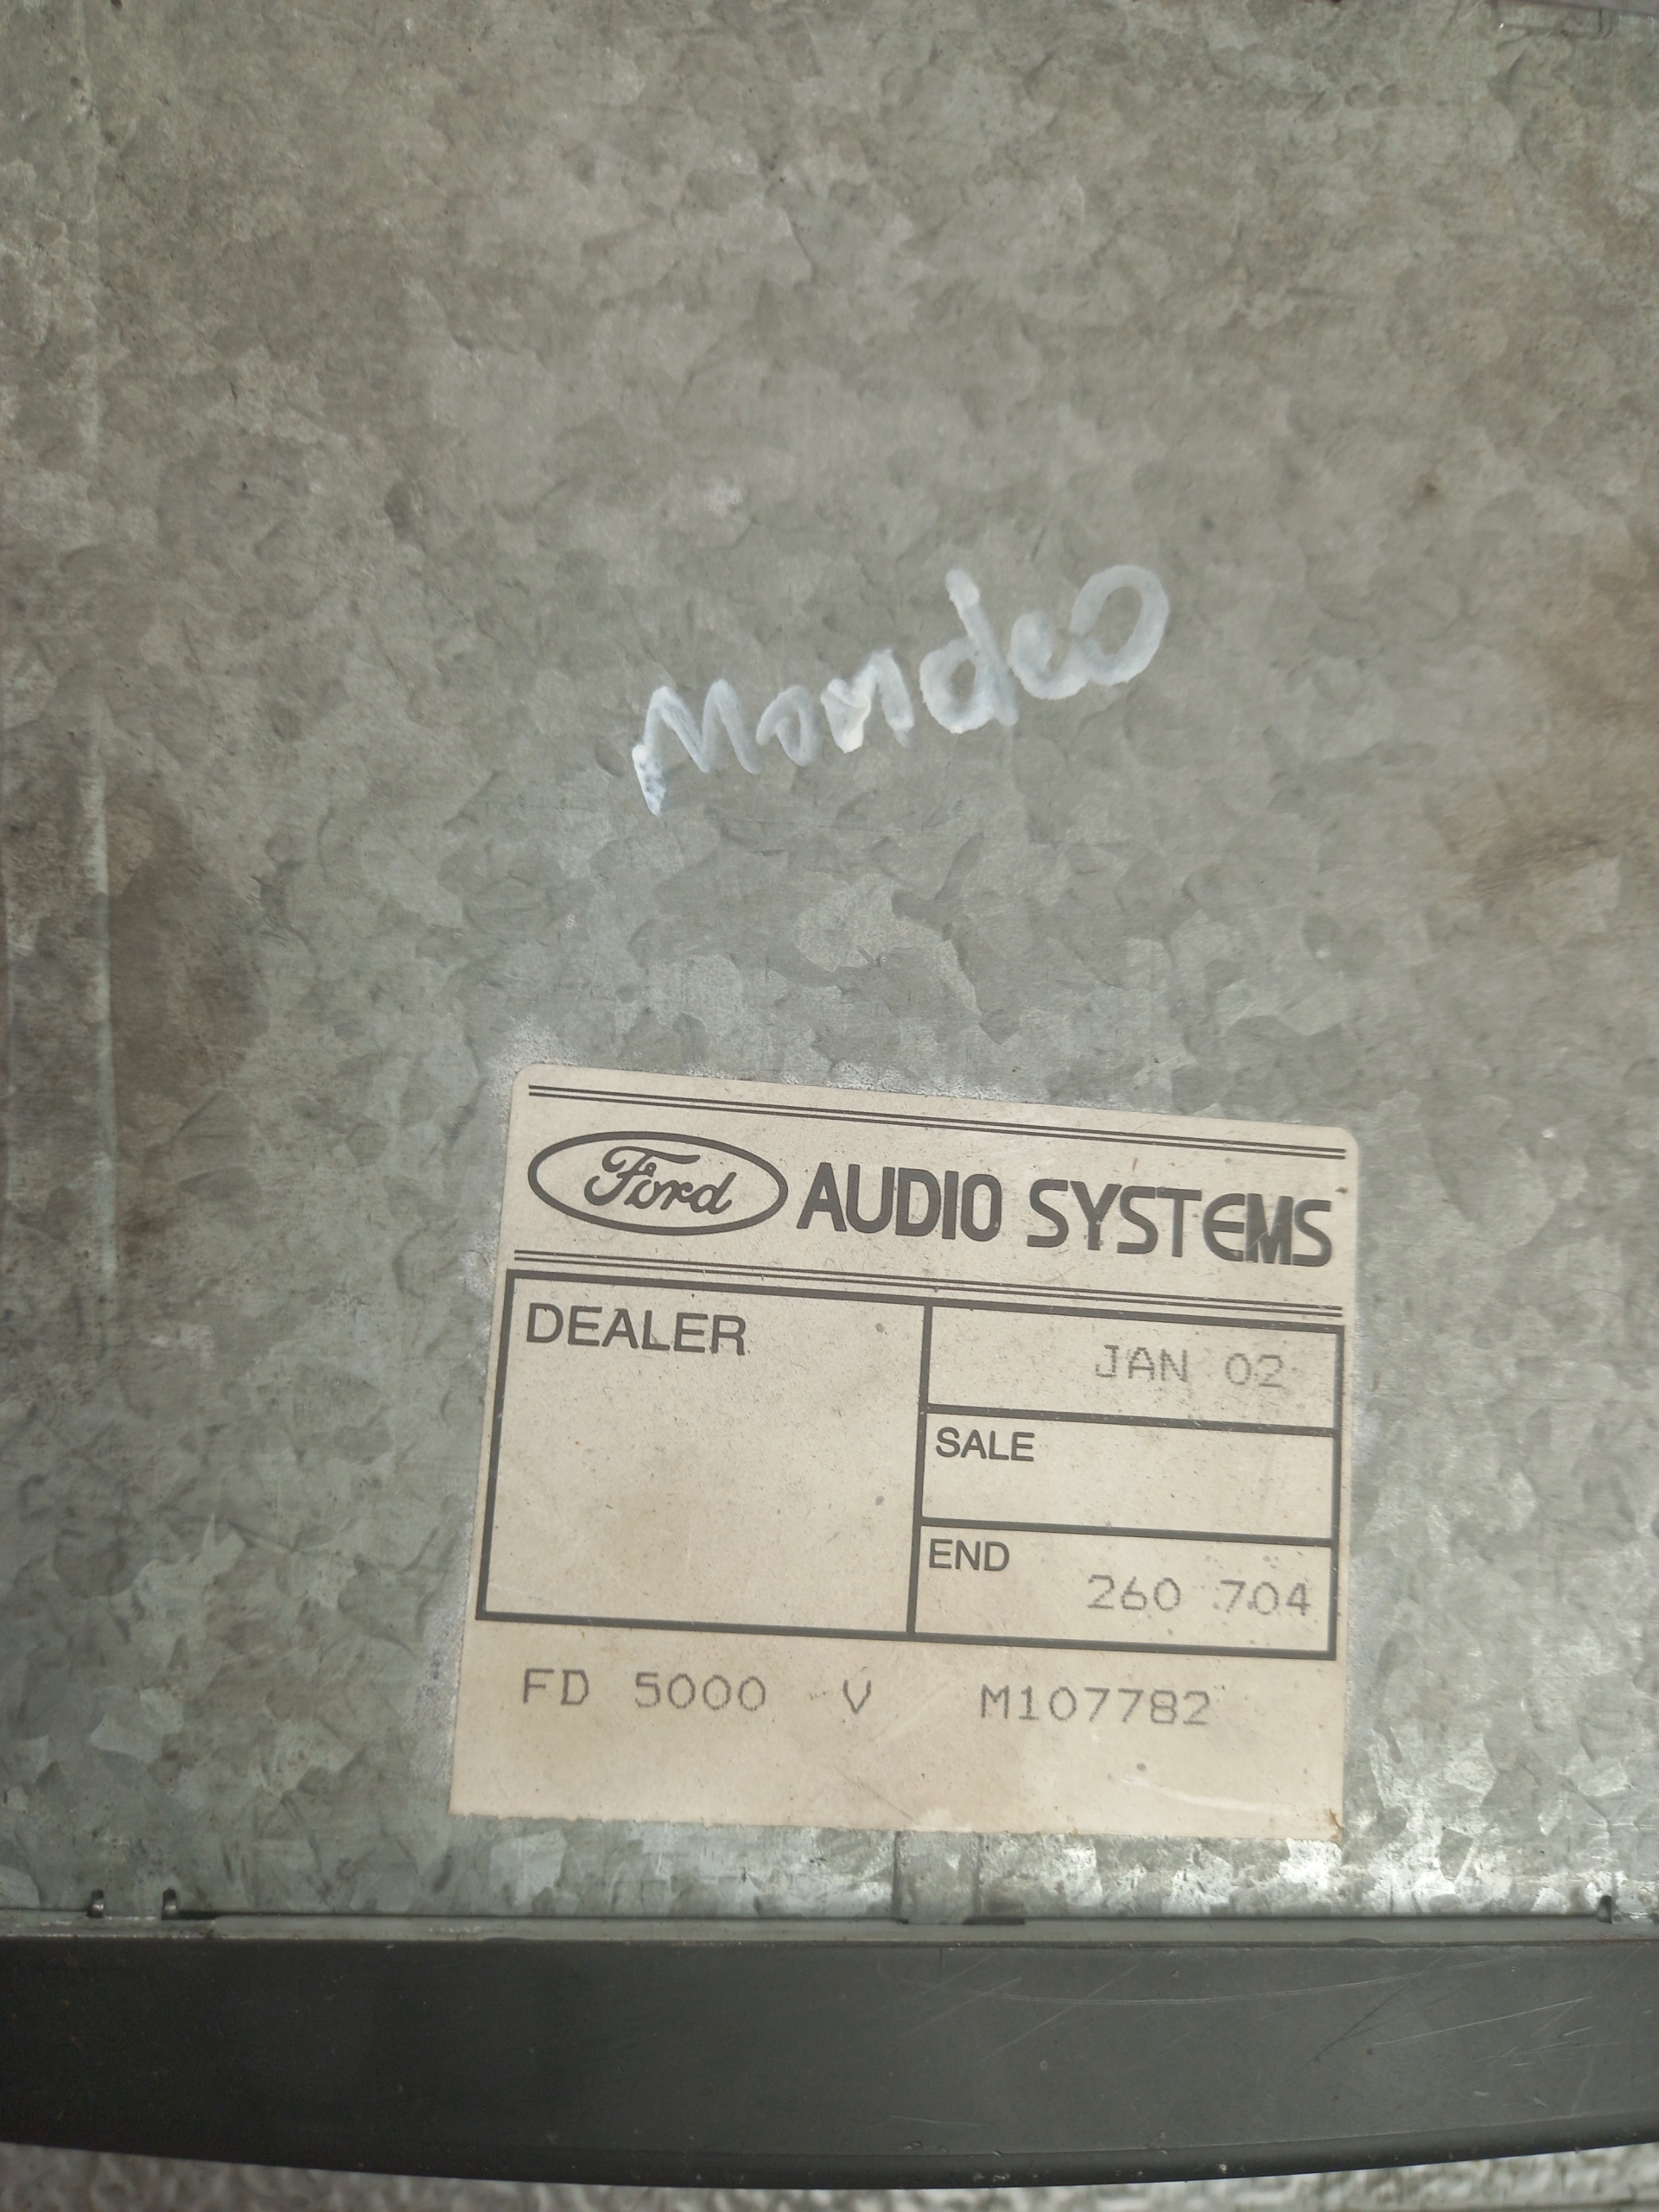 Mondeo
Ford AUDIO SYSTEMS
DEALER
JAN 02
SALE
END
260 704
FD 5000 V M107782